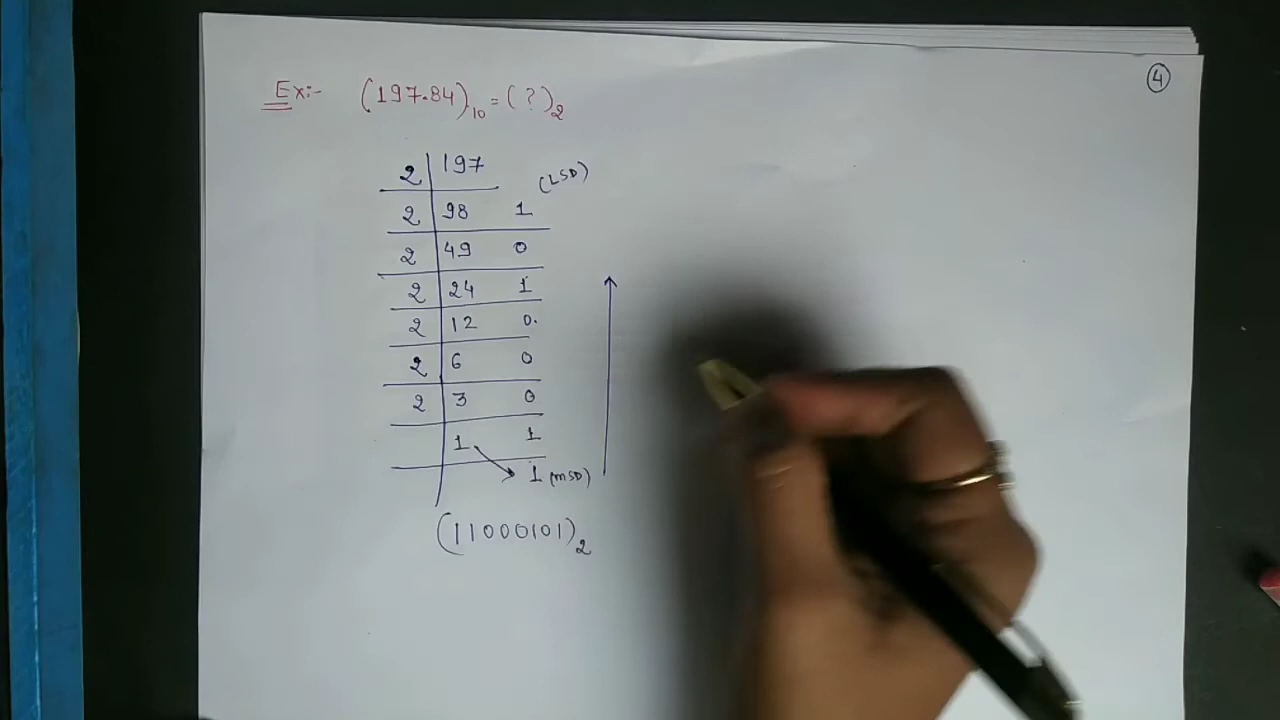 4
Ex:- (197.84)10 = (?)2
2 197
(LSD)
2 98 1
2 49 0
2 24 1
2 12 0.
2 6 0
2 3 0
1 1
1 (MSD)
(11000101)2